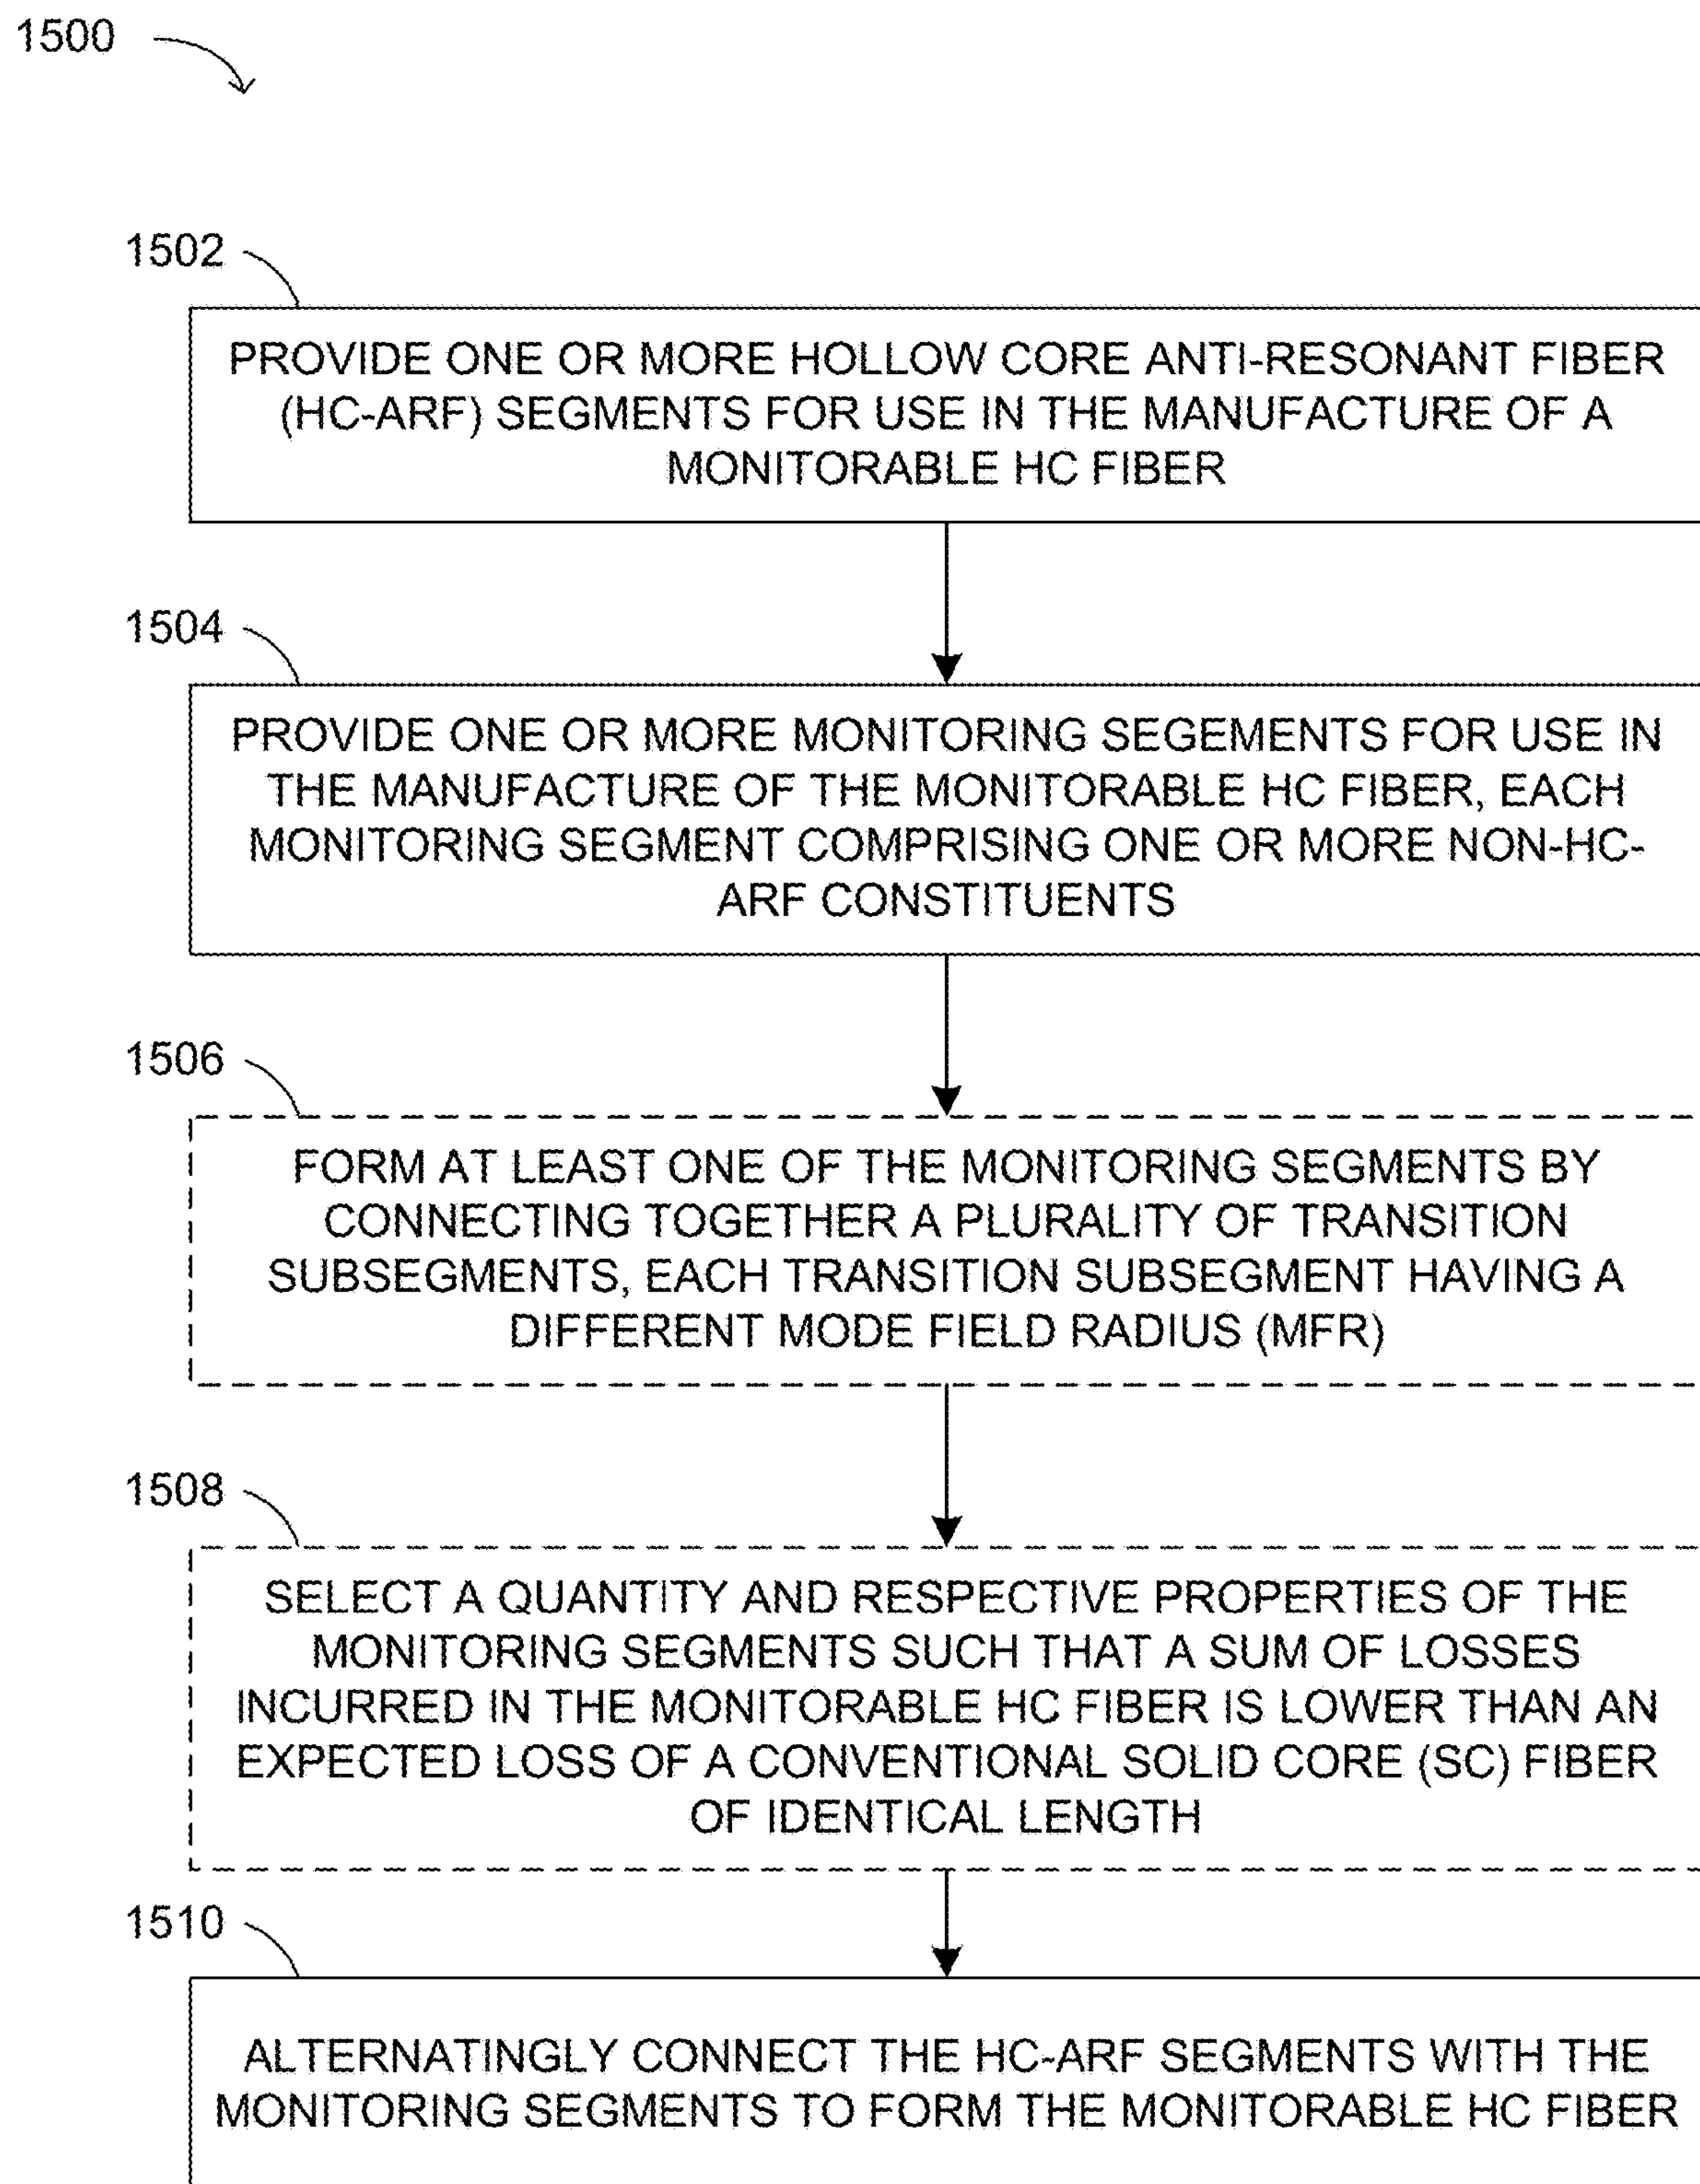 1500
1502
PROVIDE ONE OR MORE HOLLOW CORE ANTI-RESONANT FIBER
(HC-ARF) SEGMENTS FOR USE IN THE MANUFACTURE OF A
MONITORABLE HC FIBER
1504
PROVIDE ONE OR MORE MONITORING SEGEMENTS FOR USE IN
THE MANUFACTURE OF THE MONITORABLE HC FIBER, EACH
MONITORING SEGMENT COMPRISING ONE OR MORE NON-HC-
ARF CONSTITUENTS
1506
FORM AT LEAST ONE OF THE MONITORING SEGMENTS BY
CONNECTING TOGETHER A PLURALITY OF TRANSITION
SUBSEGMENTS, EACH TRANSITION SUBSEGMENT HAVING A
DIFFERENT MODE FIELD RADIUS (MFR)
1508
SELECT A QUANTITY AND RESPECTIVE PROPERTIES OF THE
MONITORING SEGMENTS SUCH THAT A SUM OF LOSSES
INCURRED IN THE MONITORABLE HC FIBER IS LOWER THAN AN
EXPECTED LOSS OF A CONVENTIONAL SOLID CORE (SC) FIBER
OF IDENTICAL LENGTH
1510
ALTERNATINGLY CONNECT THE HC-ARF SEGMENTS WITH THE
MONITORING SEGMENTS TO FORM THE MONITORABLE HC FIBER